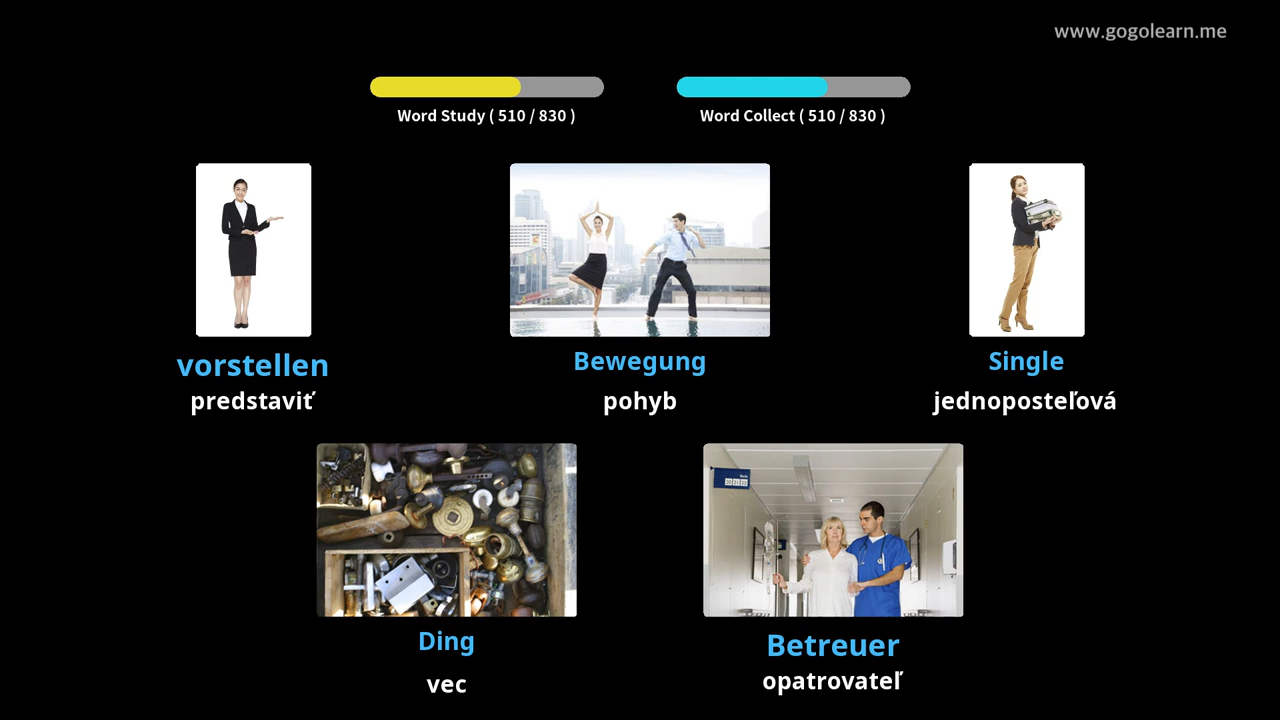 www.gogolearn.me
Word Study ( 510 / 830 )
Word Collect ( 510 / 830 )
vorstellen
predstaviť
Bewegung
pohyb
Single
jednoposteľová
Ding
vec
Betreuer
opatrovateľ